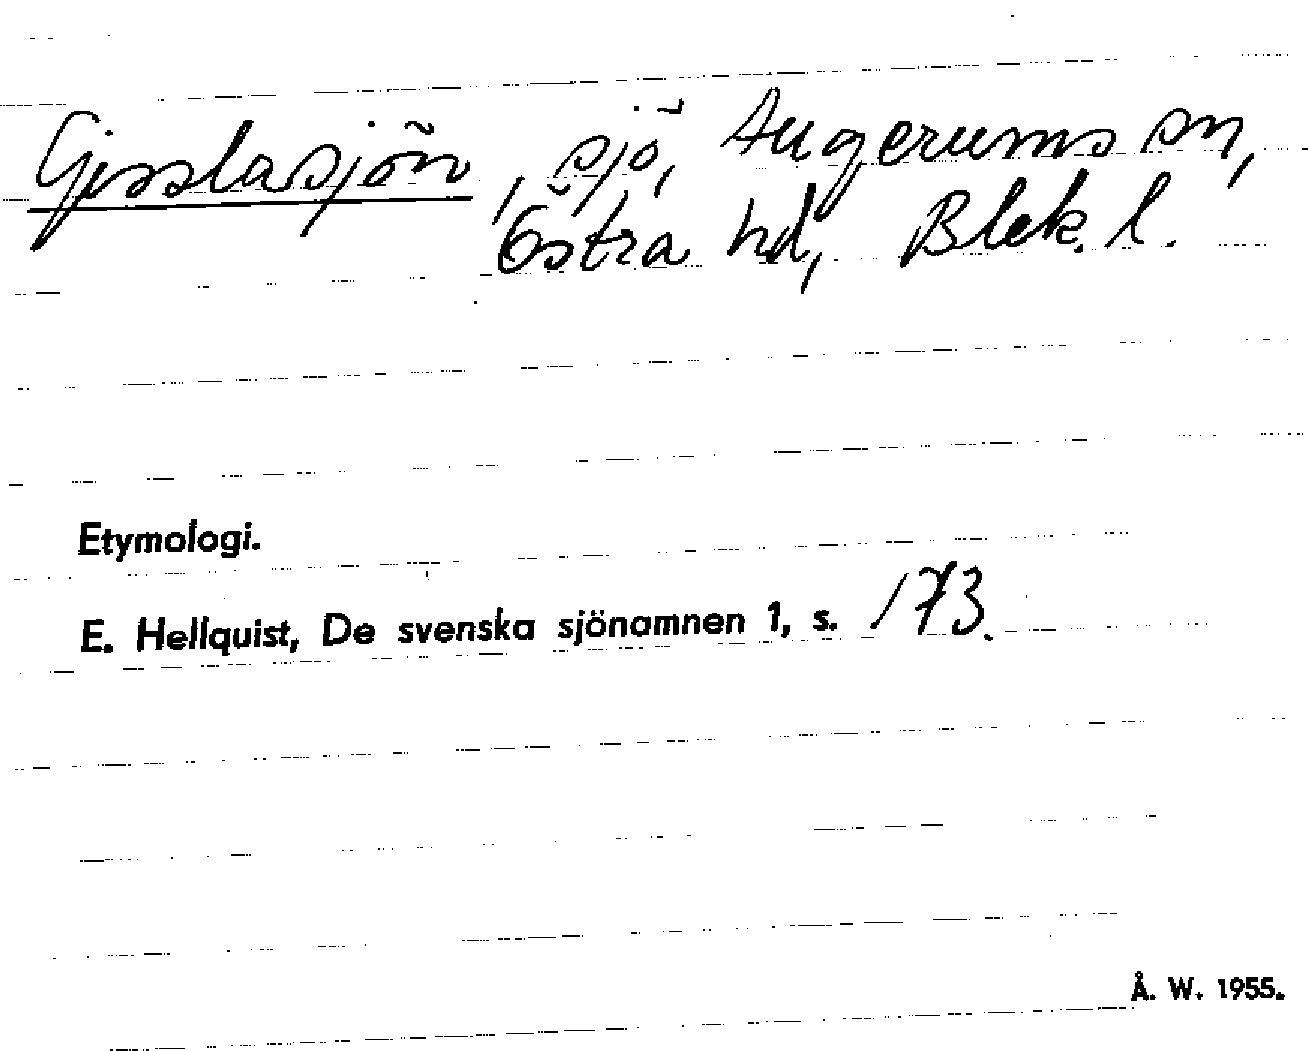 Gisslasjön, sjö, Augerums sn,
Östra hd, Blek. l.
Etymologi.
E. Hellquist, De svenska sjönamnen 1, s. 173.
Å. W. 1955.